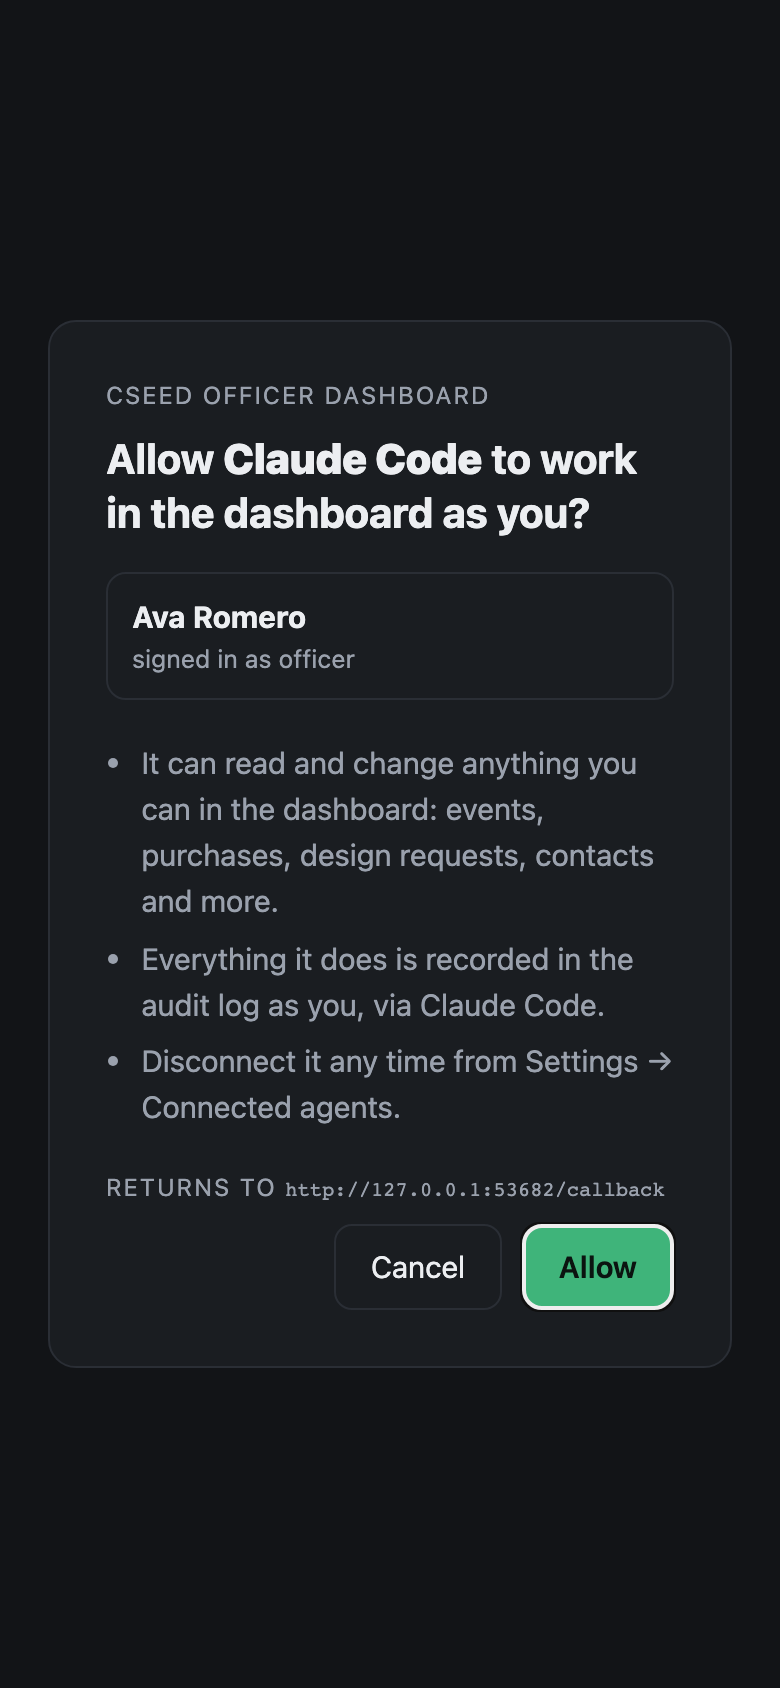 CSEED OFFICER DASHBOARD
Allow Claude Code to work
in the dashboard as you?
Ava Romero
signed in as officer
• It can read and change anything you
can in the dashboard: events,
purchases, design requests, contacts
and more.
• Everything it does is recorded in the
audit log as you, via Claude Code.
• Disconnect it any time from Settings →
Connected agents.
RETURNS TO http://127.0.0.1:53682/callback
Cancel Allow